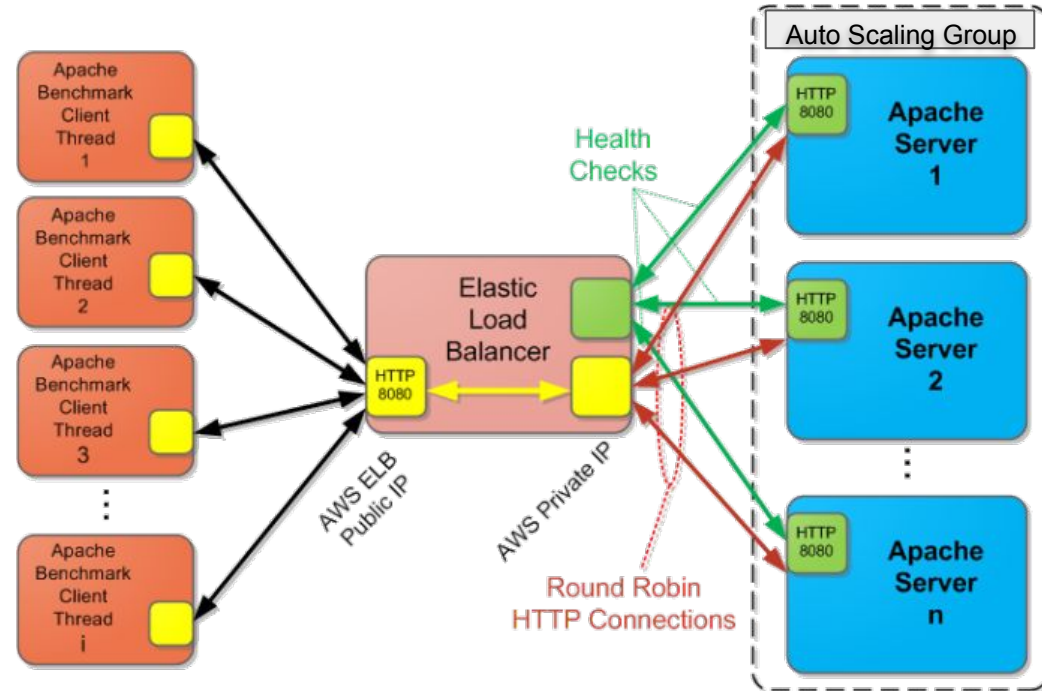 Apache
Benchmark
Client
Thread
1
Apache
Benchmark
Client
Thread
2
Apache
Benchmark
Client
Thread
3
Apache
Benchmark
Client
Thread
i
Elastic
Load
Balancer
HTTP
8080
AWS ELB
Public IP
AWS Private IP
Health
Checks
Round Robin
HTTP Connections
Auto Scaling Group
HTTP
8080
Apache
Server
1
HTTP
8080
Apache
Server
2
HTTP
8080
Apache
Server
n